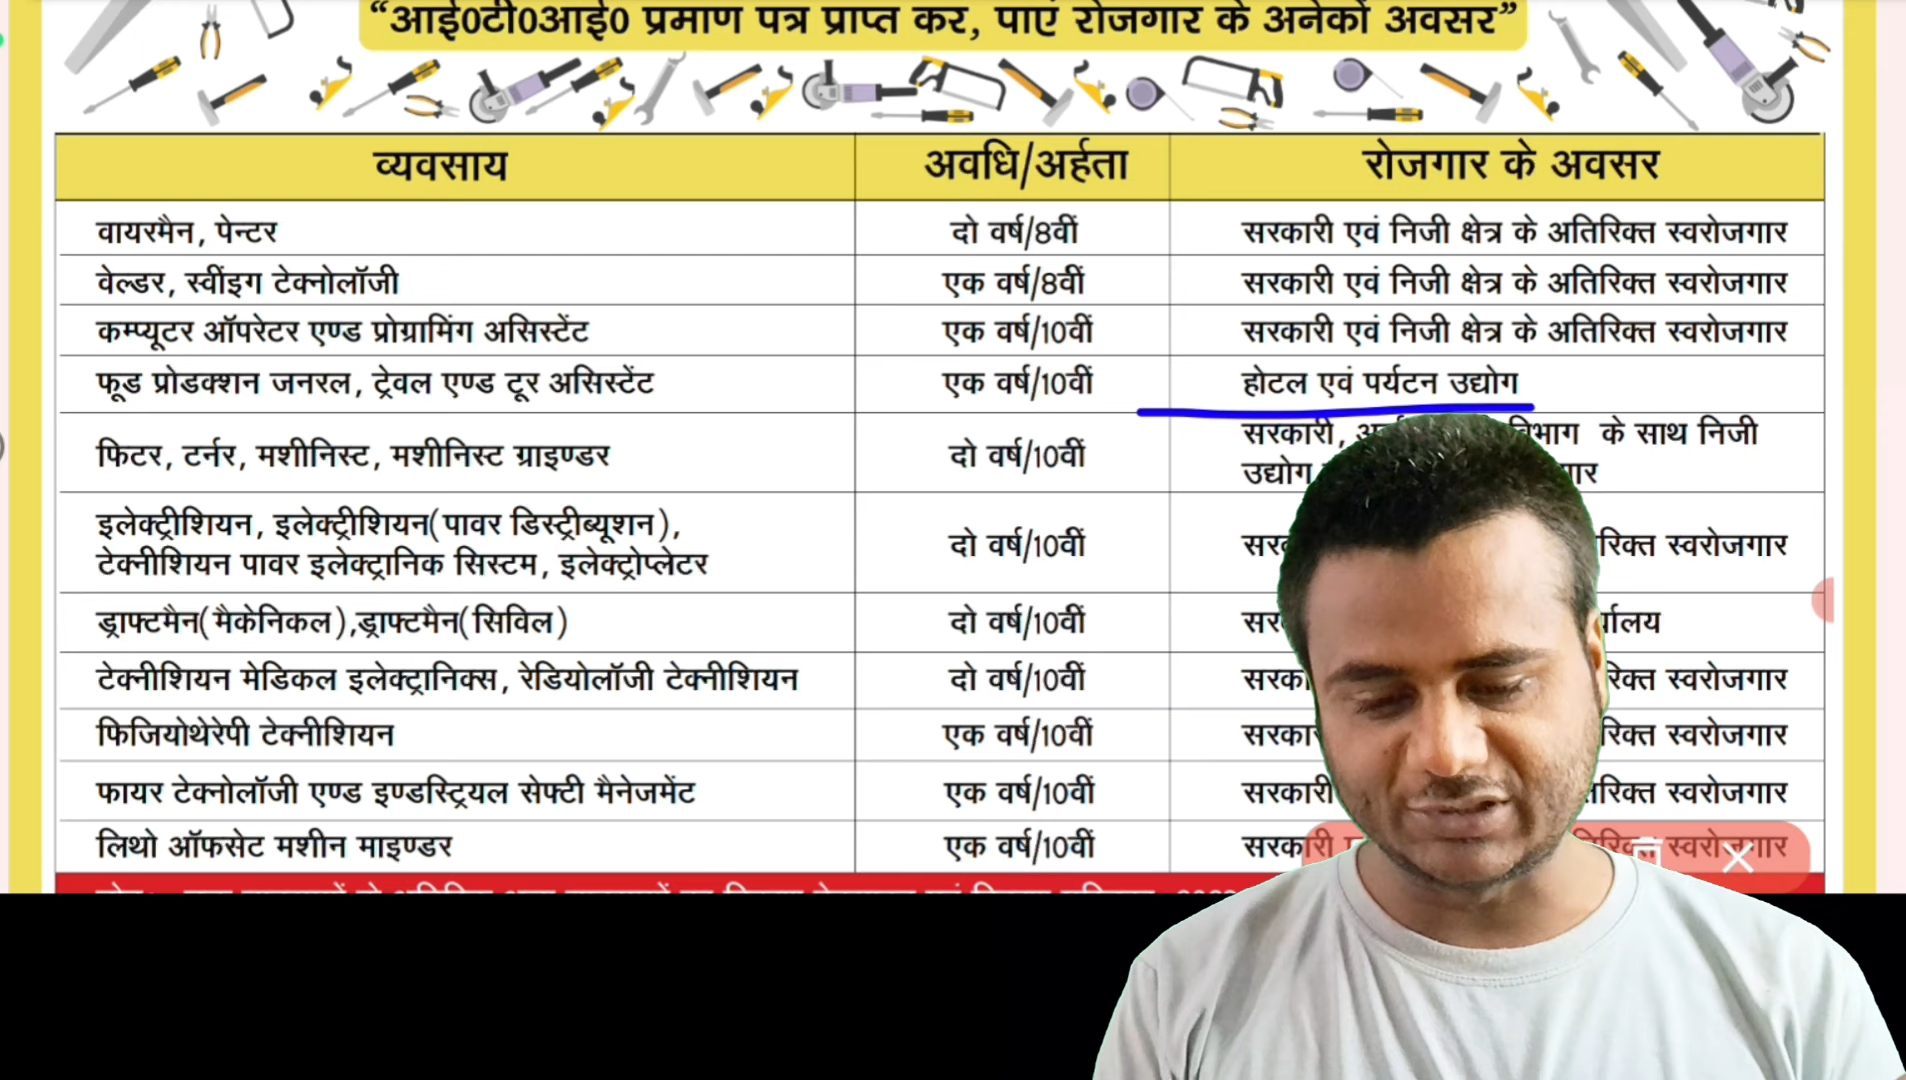 “आई0टी0आई0 प्रमाण पत्र प्राप्त कर, पाएं रोजगार के अनेकों अवसर”
व्यवसाय अवधि/अर्हता रोजगार के अवसर
वायरमैन, पेन्टर दो वर्ष/8वीं सरकारी एवं निजी क्षेत्र के अतिरिक्त स्वरोजगार
वेल्डर, स्वींइग टेक्नोलॉजी एक वर्ष/8वीं सरकारी एवं निजी क्षेत्र के अतिरिक्त स्वरोजगार
कम्प्यूटर ऑपरेटर एण्ड प्रोग्रामिंग असिस्टेंट एक वर्ष/10वीं सरकारी एवं निजी क्षेत्र के अतिरिक्त स्वरोजगार
फूड प्रोडक्शन जनरल, ट्रेवल एण्ड टूर असिस्टेंट एक वर्ष/10वीं होटल एवं पर्यटन उद्योग
फिटर, टर्नर, मशीनिस्ट, मशीनिस्ट ग्राइण्डर दो वर्ष/10वीं सरकारी, के साथ निजी
उद्योग
इलेक्ट्रीशियन, इलेक्ट्रीशियन(पावर डिस्ट्रीब्यूशन),
टेक्नीशियन पावर इलेक्ट्रानिक सिस्टम, इलेक्ट्रोप्लेटर दो वर्ष/10वीं स्वरोजगार
ड्राफ्टमैन(मैकेनिकल),ड्राफ्टमैन(सिविल) दो वर्ष/10वीं
टेक्नीशियन मेडिकल इलेक्ट्रानिक्स, रेडियोलॉजी टेक्नीशियन दो वर्ष/10वीं स्वरोजगार
फिजियोथेरेपी टेक्नीशियन एक वर्ष/10वीं स्वरोजगार
फायर टेक्नोलॉजी एण्ड इण्डस्ट्रियल सेफ्टी मैनेजमेंट एक वर्ष/10वीं सरकारी स्वरोजगार
लिथो ऑफसेट मशीन माइण्डर एक वर्ष/10वीं सरकारी स्वरोजगार